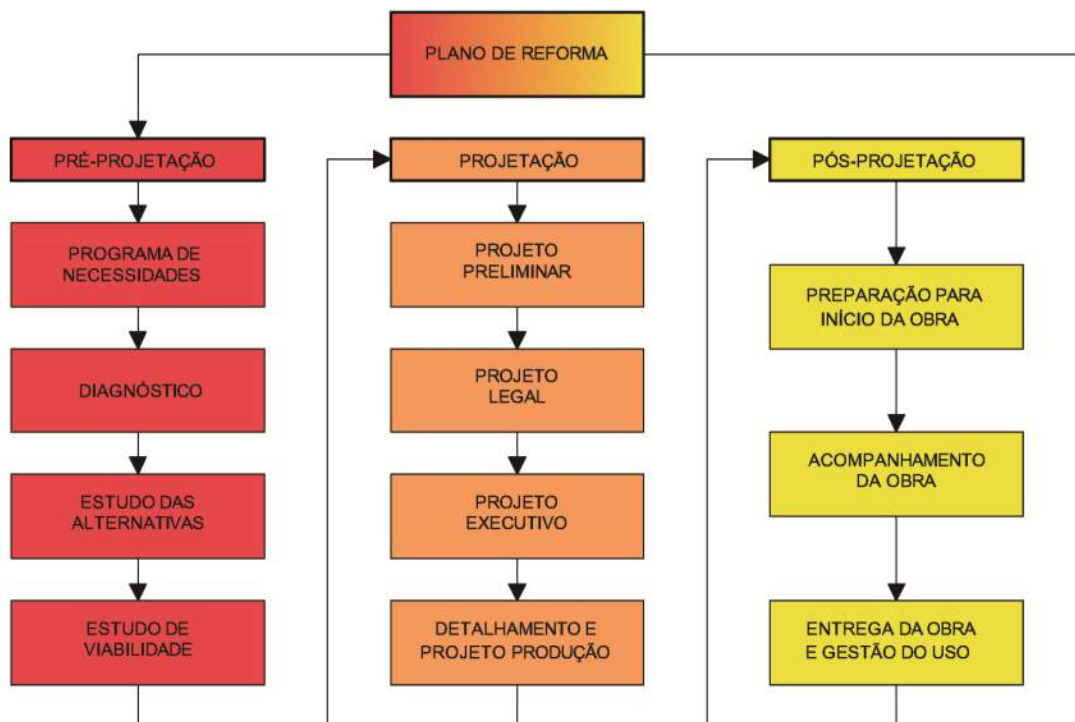 PLANO DE REFORMA
PRÉ-PROJETAÇÃO
PROGRAMA DE
NECESSIDADES
DIAGNÓSTICO
ESTUDO DAS
ALTERNATIVAS
ESTUDO DE
VIABILIDADE
PROJETAÇÃO
PROJETO
PRELIMINAR
PROJETO
LEGAL
PROJETO
EXECUTIVO
DETALHAMENTO E
PROJETO PRODUÇÃO
PÓS-PROJETAÇÃO
PREPARAÇÃO PARA
INÍCIO DA OBRA
ACOMPANHAMENTO
DA OBRA
ENTREGA DA OBRA
E GESTÃO DO USO